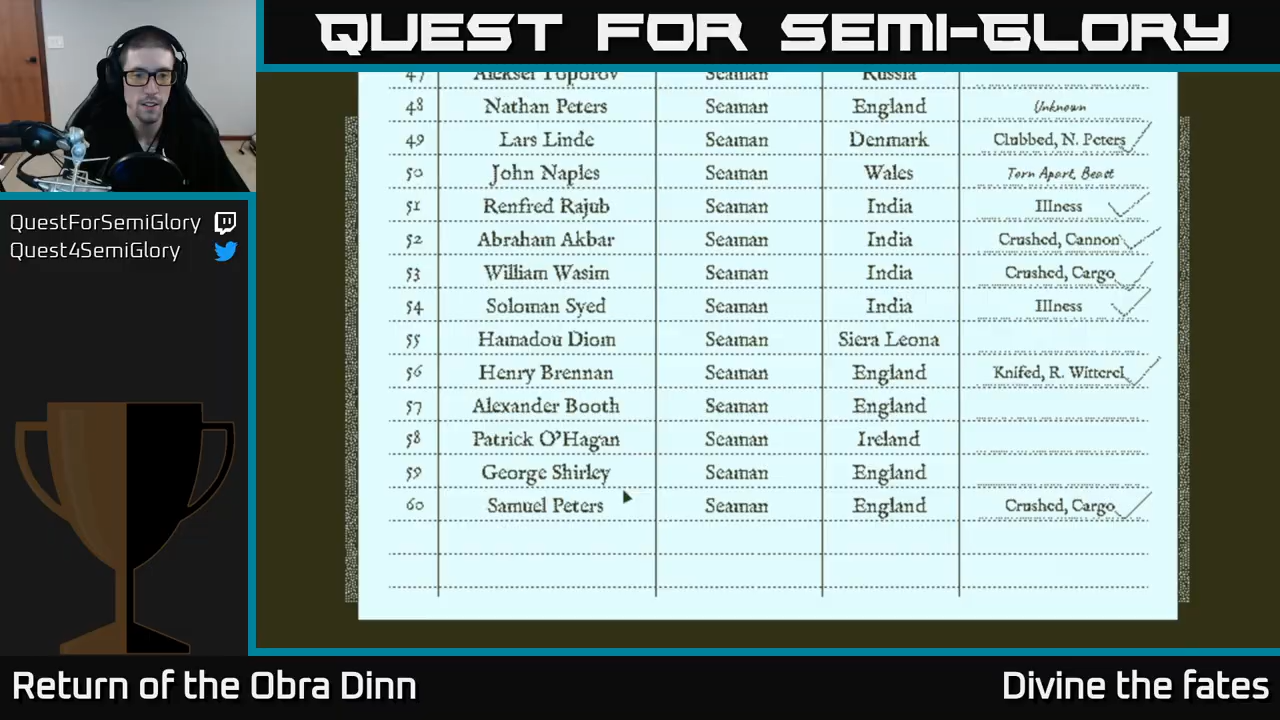 QUEST FOR SEMI-GLORY
QuestForSemiGlory
Quest4SemiGlory
47 Aleksei Toporov Seaman Russia
48 Nathan Peters Seaman England Unknown
49 Lars Linde Seaman Denmark Clubbed, N. Peters
50 John Naples Seaman Wales Torn Apart, Beast
51 Renfred Rajub Seaman India Illness
52 Abraham Akbar Seaman India Crushed, Cannon
53 William Wasim Seaman India Crushed, Cargo
54 Soloman Syed Seaman India Illness
55 Hamadou Diom Seaman Siera Leona
56 Henry Brennan Seaman England Knifed, R. Witterel
57 Alexander Booth Seaman England
58 Patrick O'Hagan Seaman Ireland
59 George Shirley Seaman England
60 Samuel Peters Seaman England Crushed, Cargo
Return of the Obra Dinn
Divine the fates